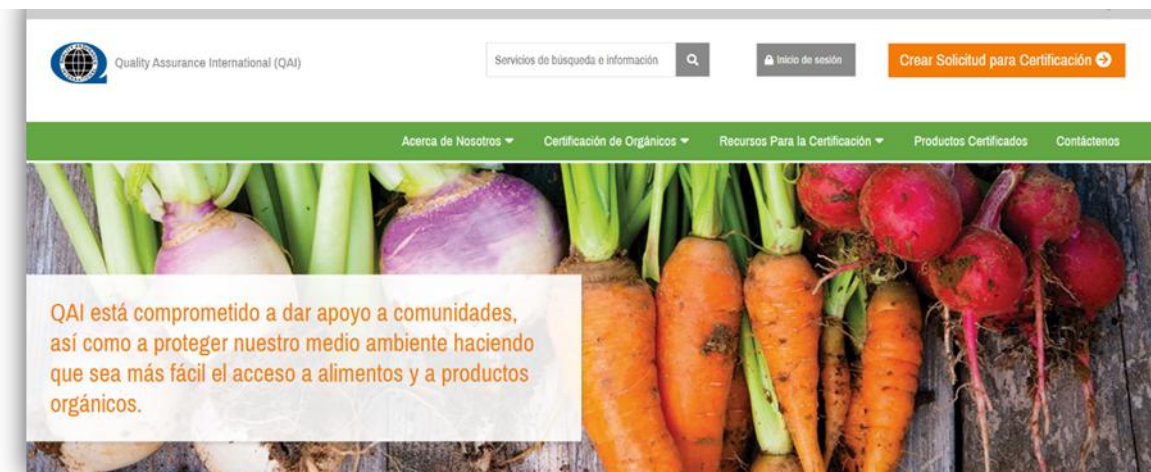 Quality Assurance International (QAI)
Servicios de búsqueda e información
Inicio de sesión
Crear Solicitud para Certificación
Acerca de Nosotros
Certificación de Orgánicos
Recursos Para la Certificación
Productos Certificados
Contáctenos
QAI está comprometido a dar apoyo a comunidades,
así como a proteger nuestro medio ambiente haciendo
que sea más fácil el acceso a alimentos y a productos
orgánicos.